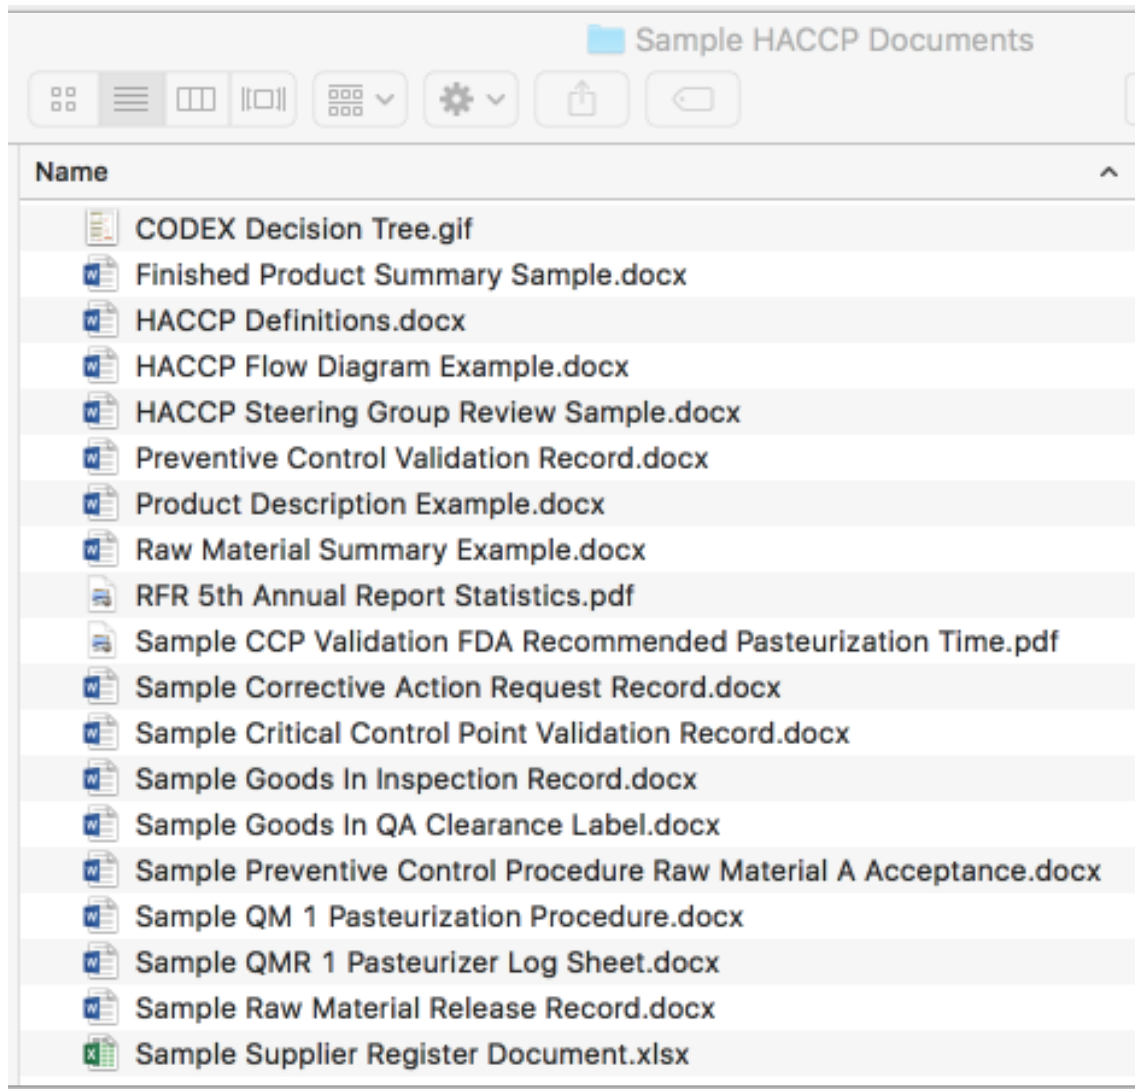 Sample HACCP Documents
Name
CODEX Decision Tree.gif
Finished Product Summary Sample.docx
HACCP Definitions.docx
HACCP Flow Diagram Example.docx
HACCP Steering Group Review Sample.docx
Preventive Control Validation Record.docx
Product Description Example.docx
Raw Material Summary Example.docx
RFR 5th Annual Report Statistics.pdf
Sample CCP Validation FDA Recommended Pasteurization Time.pdf
Sample Corrective Action Request Record.docx
Sample Critical Control Point Validation Record.docx
Sample Goods In Inspection Record.docx
Sample Goods In QA Clearance Label.docx
Sample Preventive Control Procedure Raw Material A Acceptance.docx
Sample QM 1 Pasteurization Procedure.docx
Sample QMR 1 Pasteurizer Log Sheet.docx
Sample Raw Material Release Record.docx
Sample Supplier Register Document.xlsx